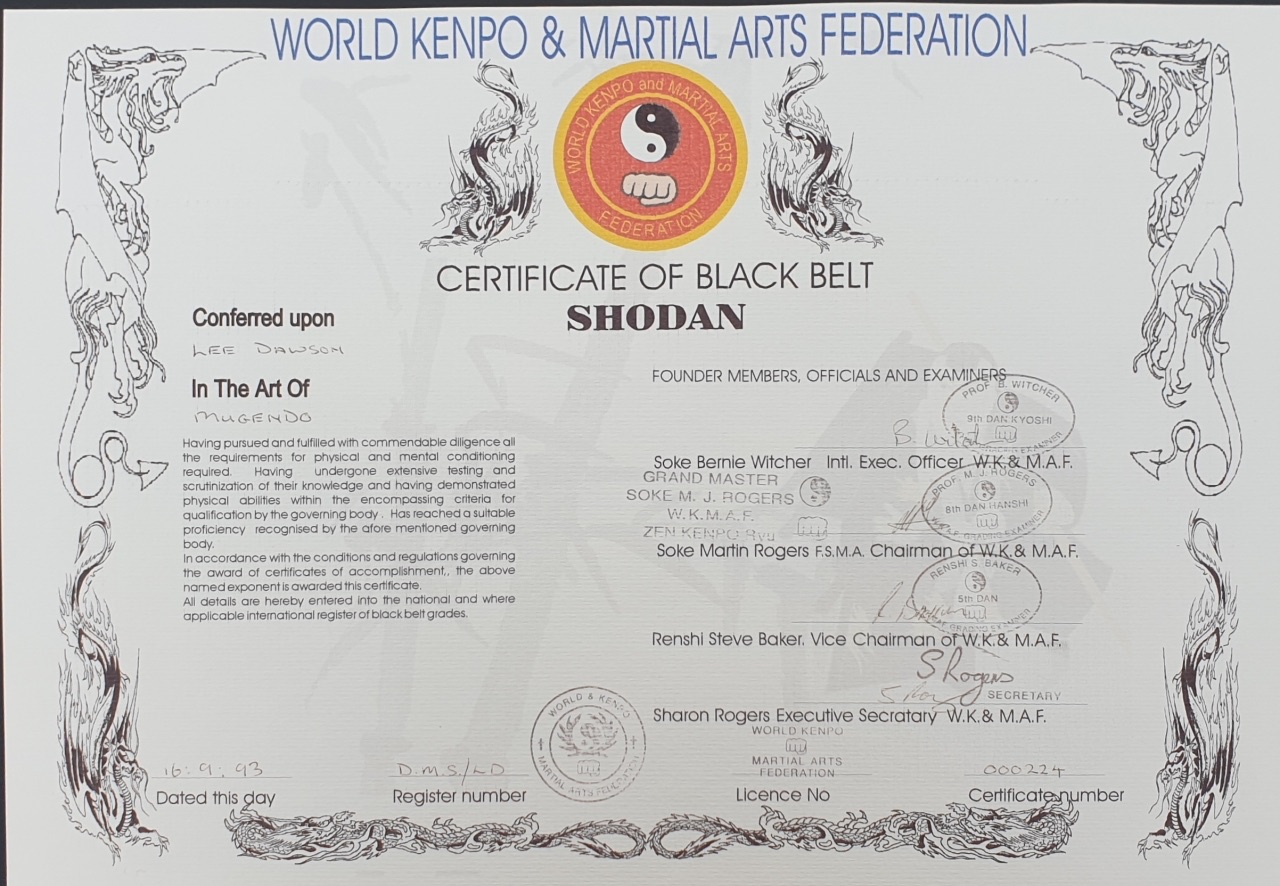 WORLD KENPO & MARTIAL ARTS FEDERATION
WORLD KENPO and MARTIAL ARTS
FEDERATION
CERTIFICATE OF BLACK BELT
SHODAN
Conferred upon
LEE DAWSON
In The Art Of
MUGENDO
Having pursued and fulfilled with commendable diligence all
the requirements for physical and mental conditioning
required. Having undergone extensive testing and
scrutinization of their knowledge and having demonstrated
physical abilities within the encompassing criteria for
qualification by the governing body . Has reached a suitable
proficiency recognised by the afore mentioned governing
body.
In accordance with the conditions and regulations governing
the award of certificates of accomplishment,, the above
named exponent is awarded this certificate.
All details are hereby entered into the national and where
applicable international register of black belt grades.
FOUNDER MEMBERS, OFFICIALS AND EXAMINERS
PROF B. WITCHER
9th DAN KYOSHI
GRADING EXAMINER
Soke Bernie Witcher Intl. Exec. Officer W.K.& M.A.F.
GRAND MASTER
SOKE M. J. ROGERS
W.K.M.A.F.
ZEN KENPO Ryu
PROF M. J. ROGERS
8th DAN HANSHI
GRADING EXAMINER
Soke Martin Rogers F.S.M.A. Chairman of W.K.& M.A.F.
RENSHI S. BAKER
5th DAN
GRADING EXAMINER
Renshi Steve Baker. Vice Chairman of W.K.& M.A.F.
S Rogers
SECRETARY
Sharon Rogers Executive Secratary W.K.& M.A.F.
WORLD KENPO
MARTIAL ARTS
FEDERATION
WORLD & KENPO
MARTIAL ARTS FEDERATION
16:9:93
D.M.S/LD
000224
Dated this day
Register number
Licence No
Certificate number